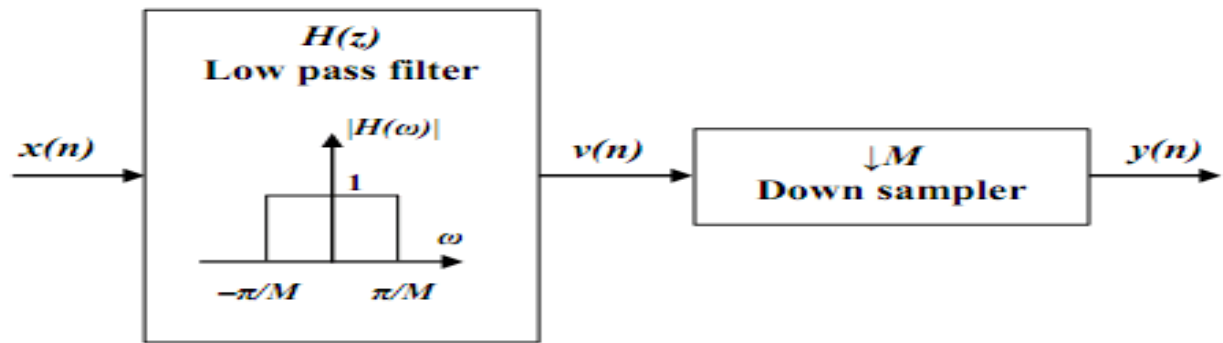 H(z)
Low pass filter
|H(ω)|
x(n)
v(n)
↓M
y(n)
1
Down sampler
ω
−π/M
π/M